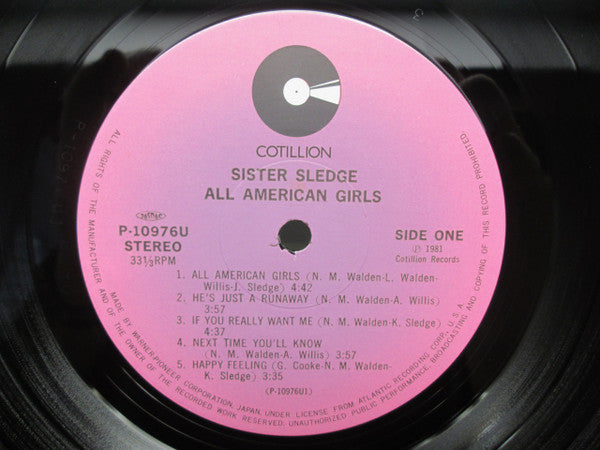 COTILLION
SISTER SLEDGE
ALL AMERICAN GIRLS
P-10976U
STEREO
33⅓RPM
SIDE ONE
Ⓟ 1981
Cotillion Records
1. ALL AMERICAN GIRLS (N. M. Walden-L. Walden-
Willis-J. Sledge) 4:42
2. HE'S JUST A RUNAWAY (N. M. Walden-A. Willis)
3:57
3. IF YOU REALLY WANT ME (N. M. Walden-K. Sledge)
4:37
4. NEXT TIME YOU'LL KNOW
(N. M. Walden-A. Willis) 3:57
5. HAPPY FEELING (G. Cooke-N. M. Walden-
K. Sledge) 3:35
(P-10976U1)
ALL RIGHTS OF THE MANUFACTURER AND OF THE OWNER OF THE RECORDED WORK RESERVED; UNAUTHORIZED PUBLIC PERFORMANCE, BROADCASTING AND COPYING OF THIS RECORD PROHIBITED
MADE BY WARNER-PIONEER CORPORATION, JAPAN, UNDER LICENSE FROM ATLANTIC RECORDING CORP., U.S.A.